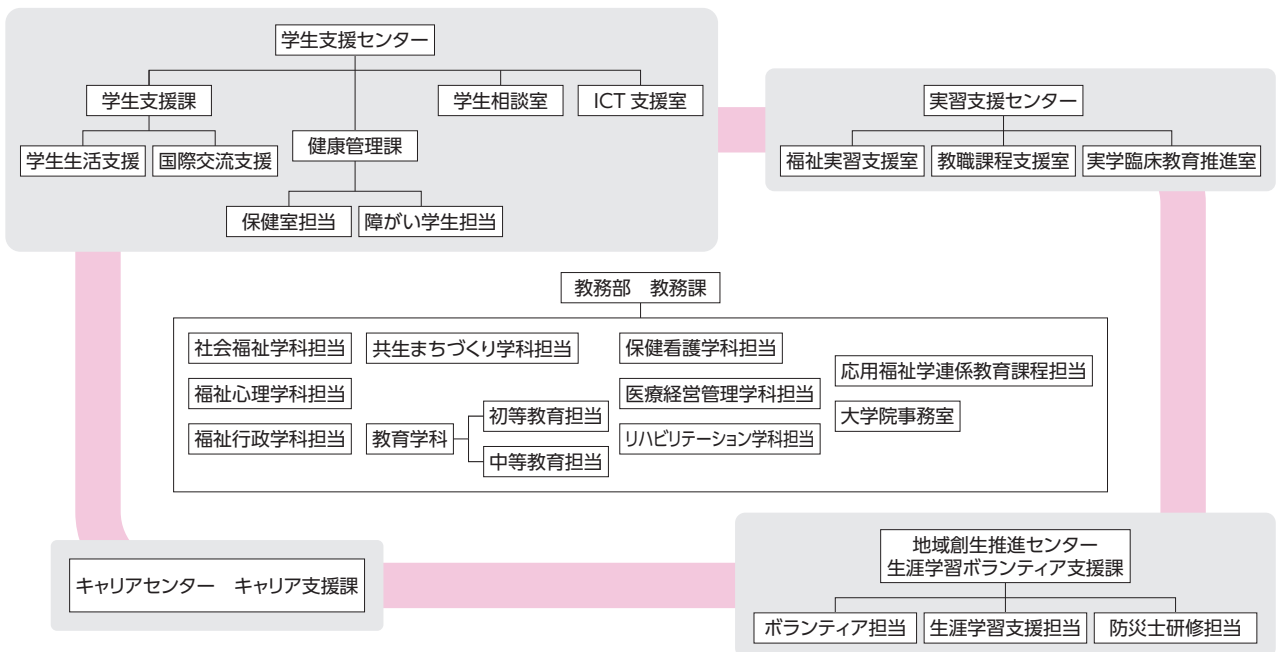 学生支援センター
学生支援課
学生相談室
ICT 支援室
学生生活支援
国際交流支援
健康管理課
保健室担当
障がい学生担当
実習支援センター
福祉実習支援室
教職課程支援室
実学臨床教育推進室
教務部　教務課
社会福祉学科担当
共生まちづくり学科担当
保健看護学科担当
応用福祉学連係教育課程担当
福祉心理学科担当
医療経営管理学科担当
初等教育担当
大学院事務室
福祉行政学科担当
教育学科
リハビリテーション学科担当
中等教育担当
キャリアセンター　キャリア支援課
地域創生推進センター
生涯学習ボランティア支援課
ボランティア担当
生涯学習支援担当
防災士研修担当